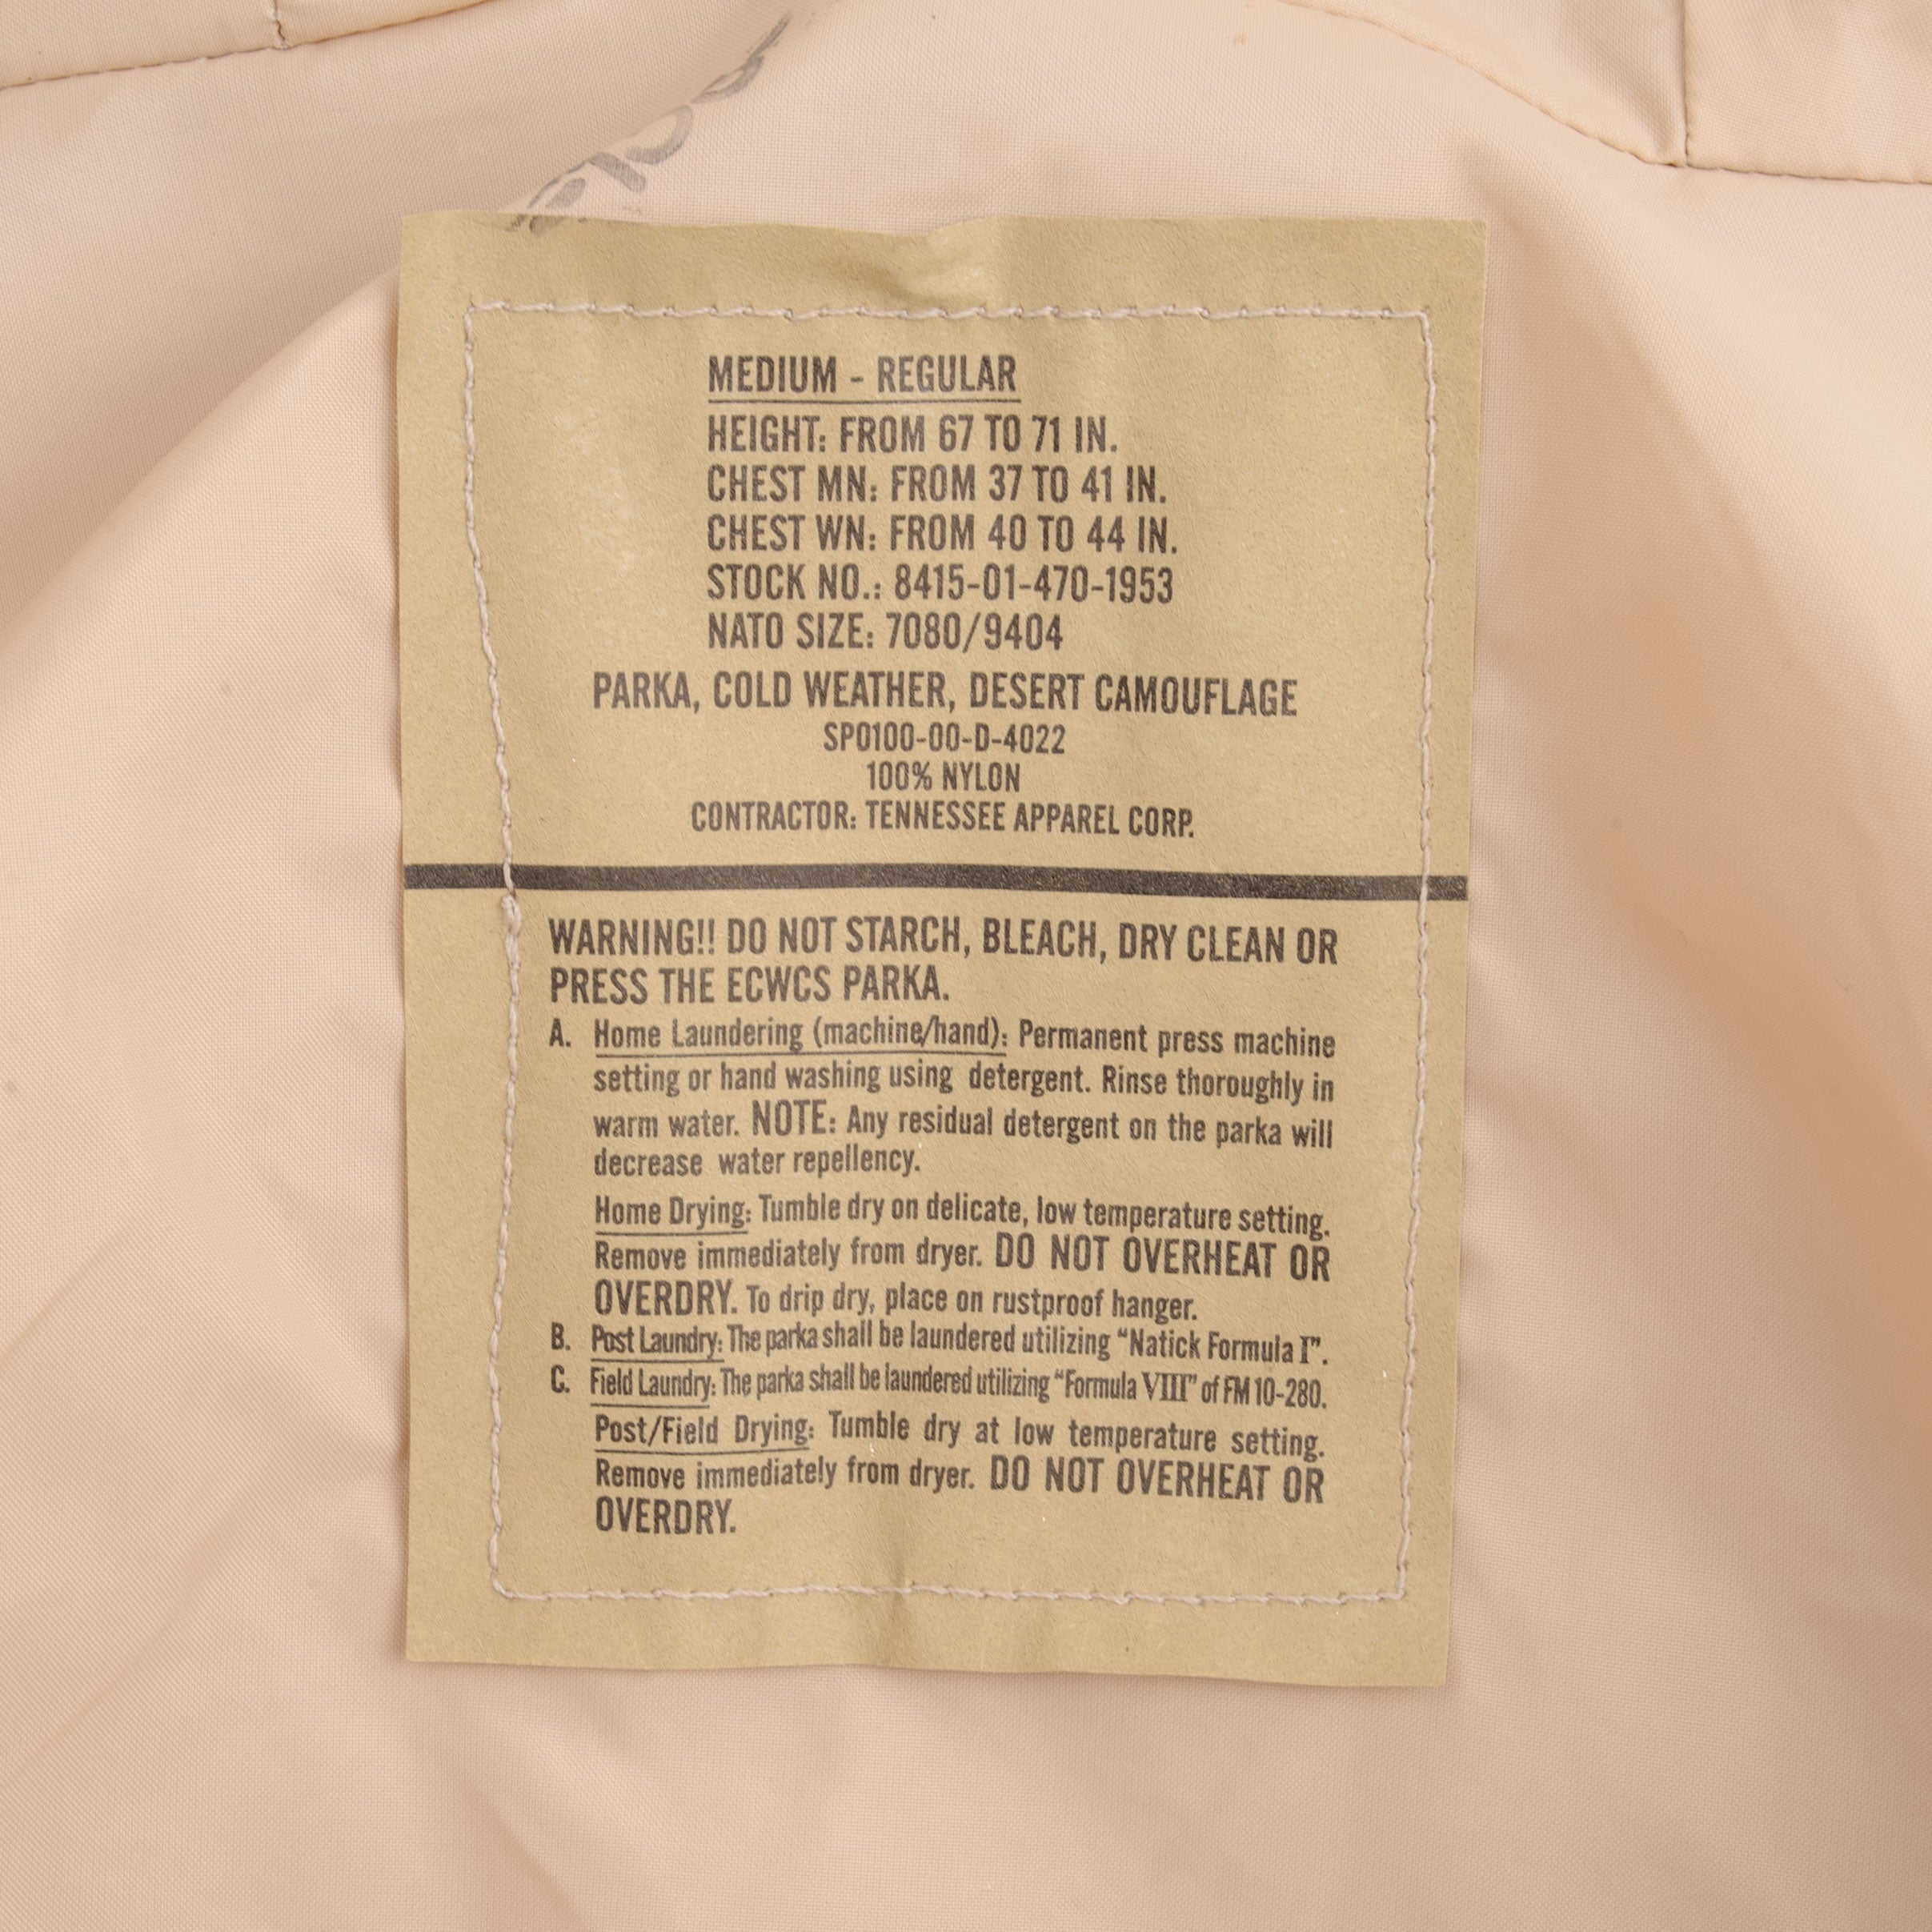 MEDIUM - REGULAR
HEIGHT: FROM 67 TO 71 IN.
CHEST MN: FROM 37 TO 41 IN.
CHEST WN: FROM 40 TO 44 IN.
STOCK NO.: 8415-01-470-1953
NATO SIZE: 7080/9404
PARKA, COLD WEATHER, DESERT CAMOUFLAGE
SPO100-00-D-4022
100% NYLON
CONTRACTOR: TENNESSEE APPAREL CORP.
WARNING!! DO NOT STARCH, BLEACH, DRY CLEAN OR
PRESS THE ECWCS PARKA.
A. Home Laundering (machine/hand): Permanent press machine
setting or hand washing using detergent. Rinse thoroughly in
warm water. NOTE: Any residual detergent on the parka will
decrease water repellency.
Home Drying: Tumble dry on delicate, low temperature setting.
Remove immediately from dryer. DO NOT OVERHEAT OR
OVERDRY. To drip dry, place on rustproof hanger.
B. Post Laundry: The parka shall be laundered utilizing “Natick Formula I”.
C. Field Laundry: The parka shall be laundered utilizing “Formula VIII” of FM 10-280.
Post/Field Drying: Tumble dry at low temperature setting.
Remove immediately from dryer. DO NOT OVERHEAT OR
OVERDRY.